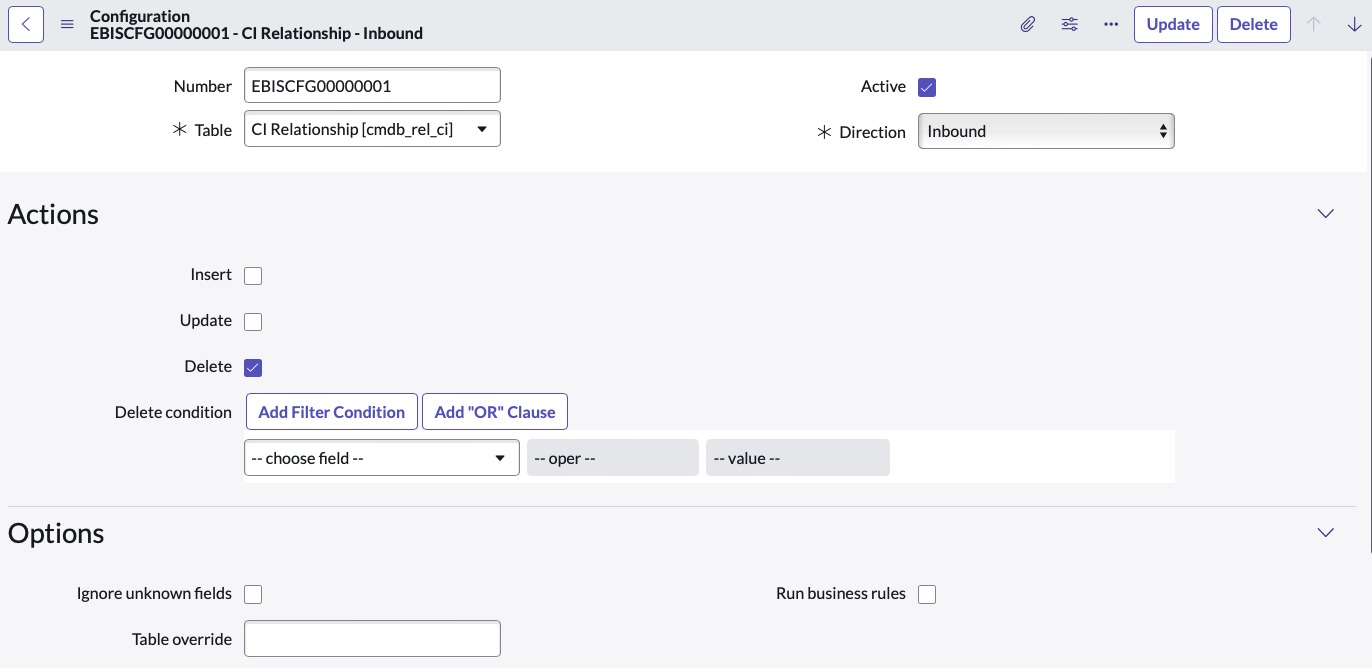 Configuration
EBISCFG00000001 - CI Relationship - Inbound
Update
Delete
Number
EBISCFG00000001
Active
Table
CI Relationship [cmdb_rel_ci]
Direction
Inbound
Actions
Insert
Update
Delete
Delete condition
Add Filter Condition
Add "OR" Clause
-- choose field --
-- oper --
-- value --
Options
Ignore unknown fields
Run business rules
Table override